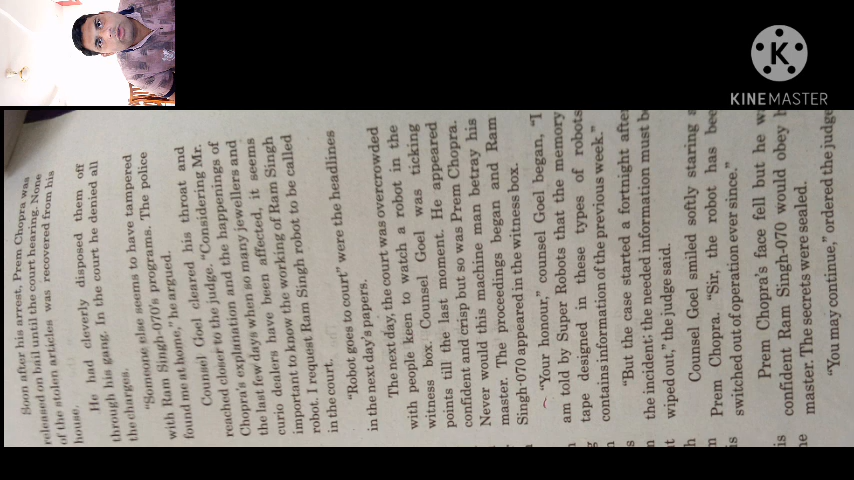 K
KINEMASTER
Soon after his arrest, Prem Chopra was
released on bail until the court hearing. None
of the stolen articles was recovered from his
house.
He had cleverly disposed them off
through his gang. In the court he denied all
the charges.
“Someone else seems to have tampered
with Ram Singh-070's programs. The police
found me at home,” he argued.
Counsel Goel cleared his throat and
reached closer to the judge. “Considering Mr.
Chopra's explanation and the happenings of
the last few days when so many jewellers and
curio dealers have been affected, it seems
important to know the working of Ram Singh
robot. I request Ram Singh robot to be called
in the court.
“Robot goes to court” were the headlines
in the next day's papers.
The next day, the court was overcrowded
with people keen to watch a robot in the
witness box. Counsel Goel was ticking
points till the last moment. He appeared
confident and crisp but so was Prem Chopra.
Never would this machine man betray his
master. The proceedings began and Ram
Singh-070 appeared in the witness box.
“Your honour,” counsel Goel began, “I
am told by Super Robots that the memory
tape designed in these types of robots
contains information of the previous week.”
“But the case started a fortnight after
the incident; the needed information must b
wiped out,” the judge said.
Counsel Goel smiled softly staring a
Prem Chopra. “Sir, the robot has bee
switched out of operation ever since.”
Prem Chopra's face fell but he w
confident Ram Singh-070 would obey h
master. The secrets were sealed.
“You may continue,” ordered the judge